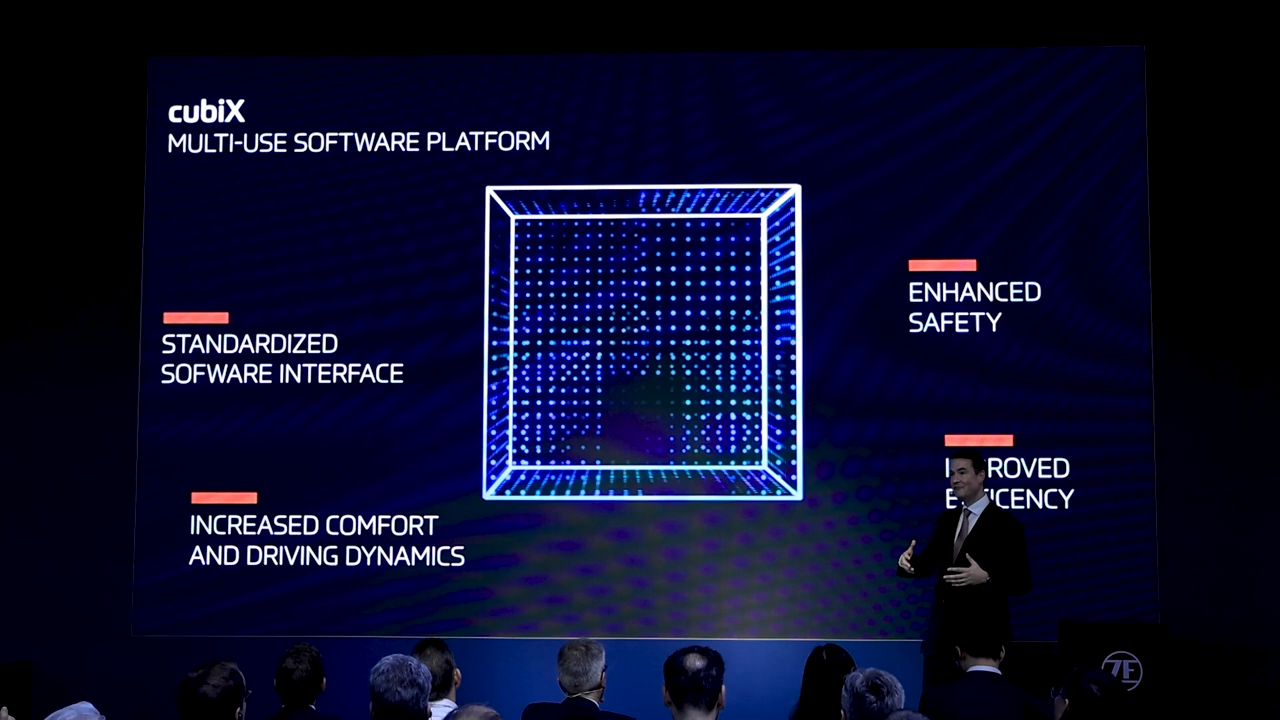 cubiX
MULTI-USE SOFTWARE PLATFORM
STANDARDIZED
SOFWARE INTERFACE
INCREASED COMFORT
AND DRIVING DYNAMICS
ENHANCED
SAFETY
ZF